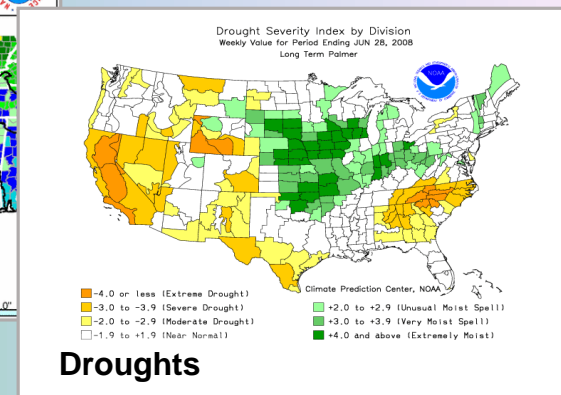 Drought Severity Index by Division
Weekly Value for Period Ending JUN 28, 2008
Long Term Palmer
NOAA
Climate Prediction Center, NOAA
-4.0 or less (Extreme Drought)
-3.0 to -3.9 (Severe Drought)
-2.0 to -2.9 (Moderate Drought)
-1.9 to +1.9 (Near Normal)
+2.0 to +2.9 (Unusual Moist Spell)
+3.0 to +3.9 (Very Moist Spell)
+4.0 and above (Extremely Moist)
.0"
Droughts